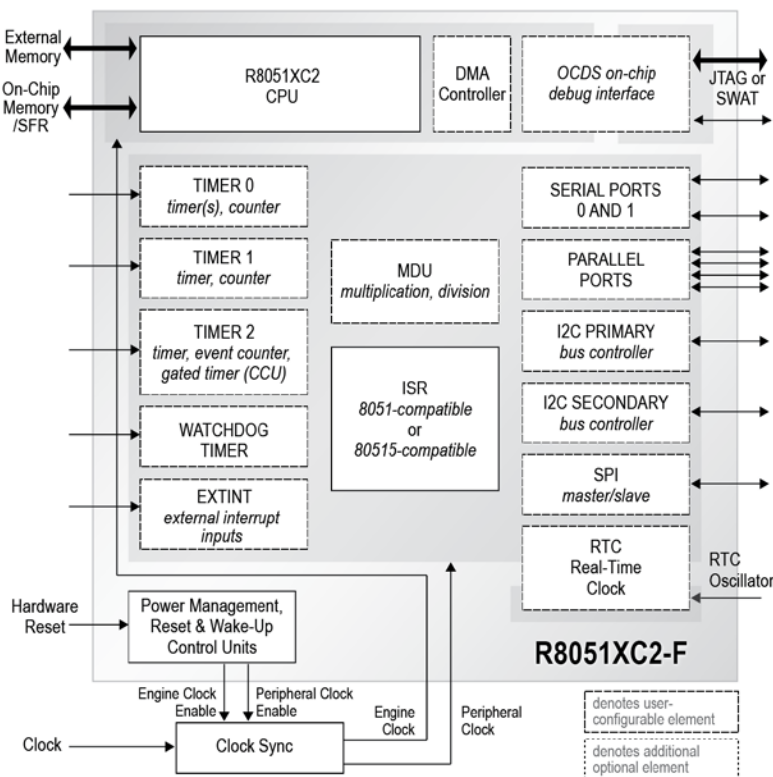 External
Memory
On-Chip
Memory
/SFR
R8051XC2
CPU
DMA
Controller
OCDS on-chip
debug interface
JTAG or
SWAT
TIMER 0
timer(s), counter
TIMER 1
timer, counter
TIMER 2
timer, event counter,
gated timer (CCU)
WATCHDOG
TIMER
EXTINT
external interrupt
inputs
MDU
multiplication, division
ISR
8051-compatible
or
80515-compatible
SERIAL PORTS
0 AND 1
PARALLEL
PORTS
I2C PRIMARY
bus controller
I2C SECONDARY
bus controller
SPI
master/slave
RTC
Real-Time
Clock
RTC
Oscillator
Hardware
Reset
Power Management,
Reset & Wake-Up
Control Units
R8051XC2-F
Engine Clock
Enable
Peripheral Clock
Enable
Engine
Clock
Peripheral
Clock
Clock
Clock Sync
denotes user-
configurable element
denotes additional
optional element